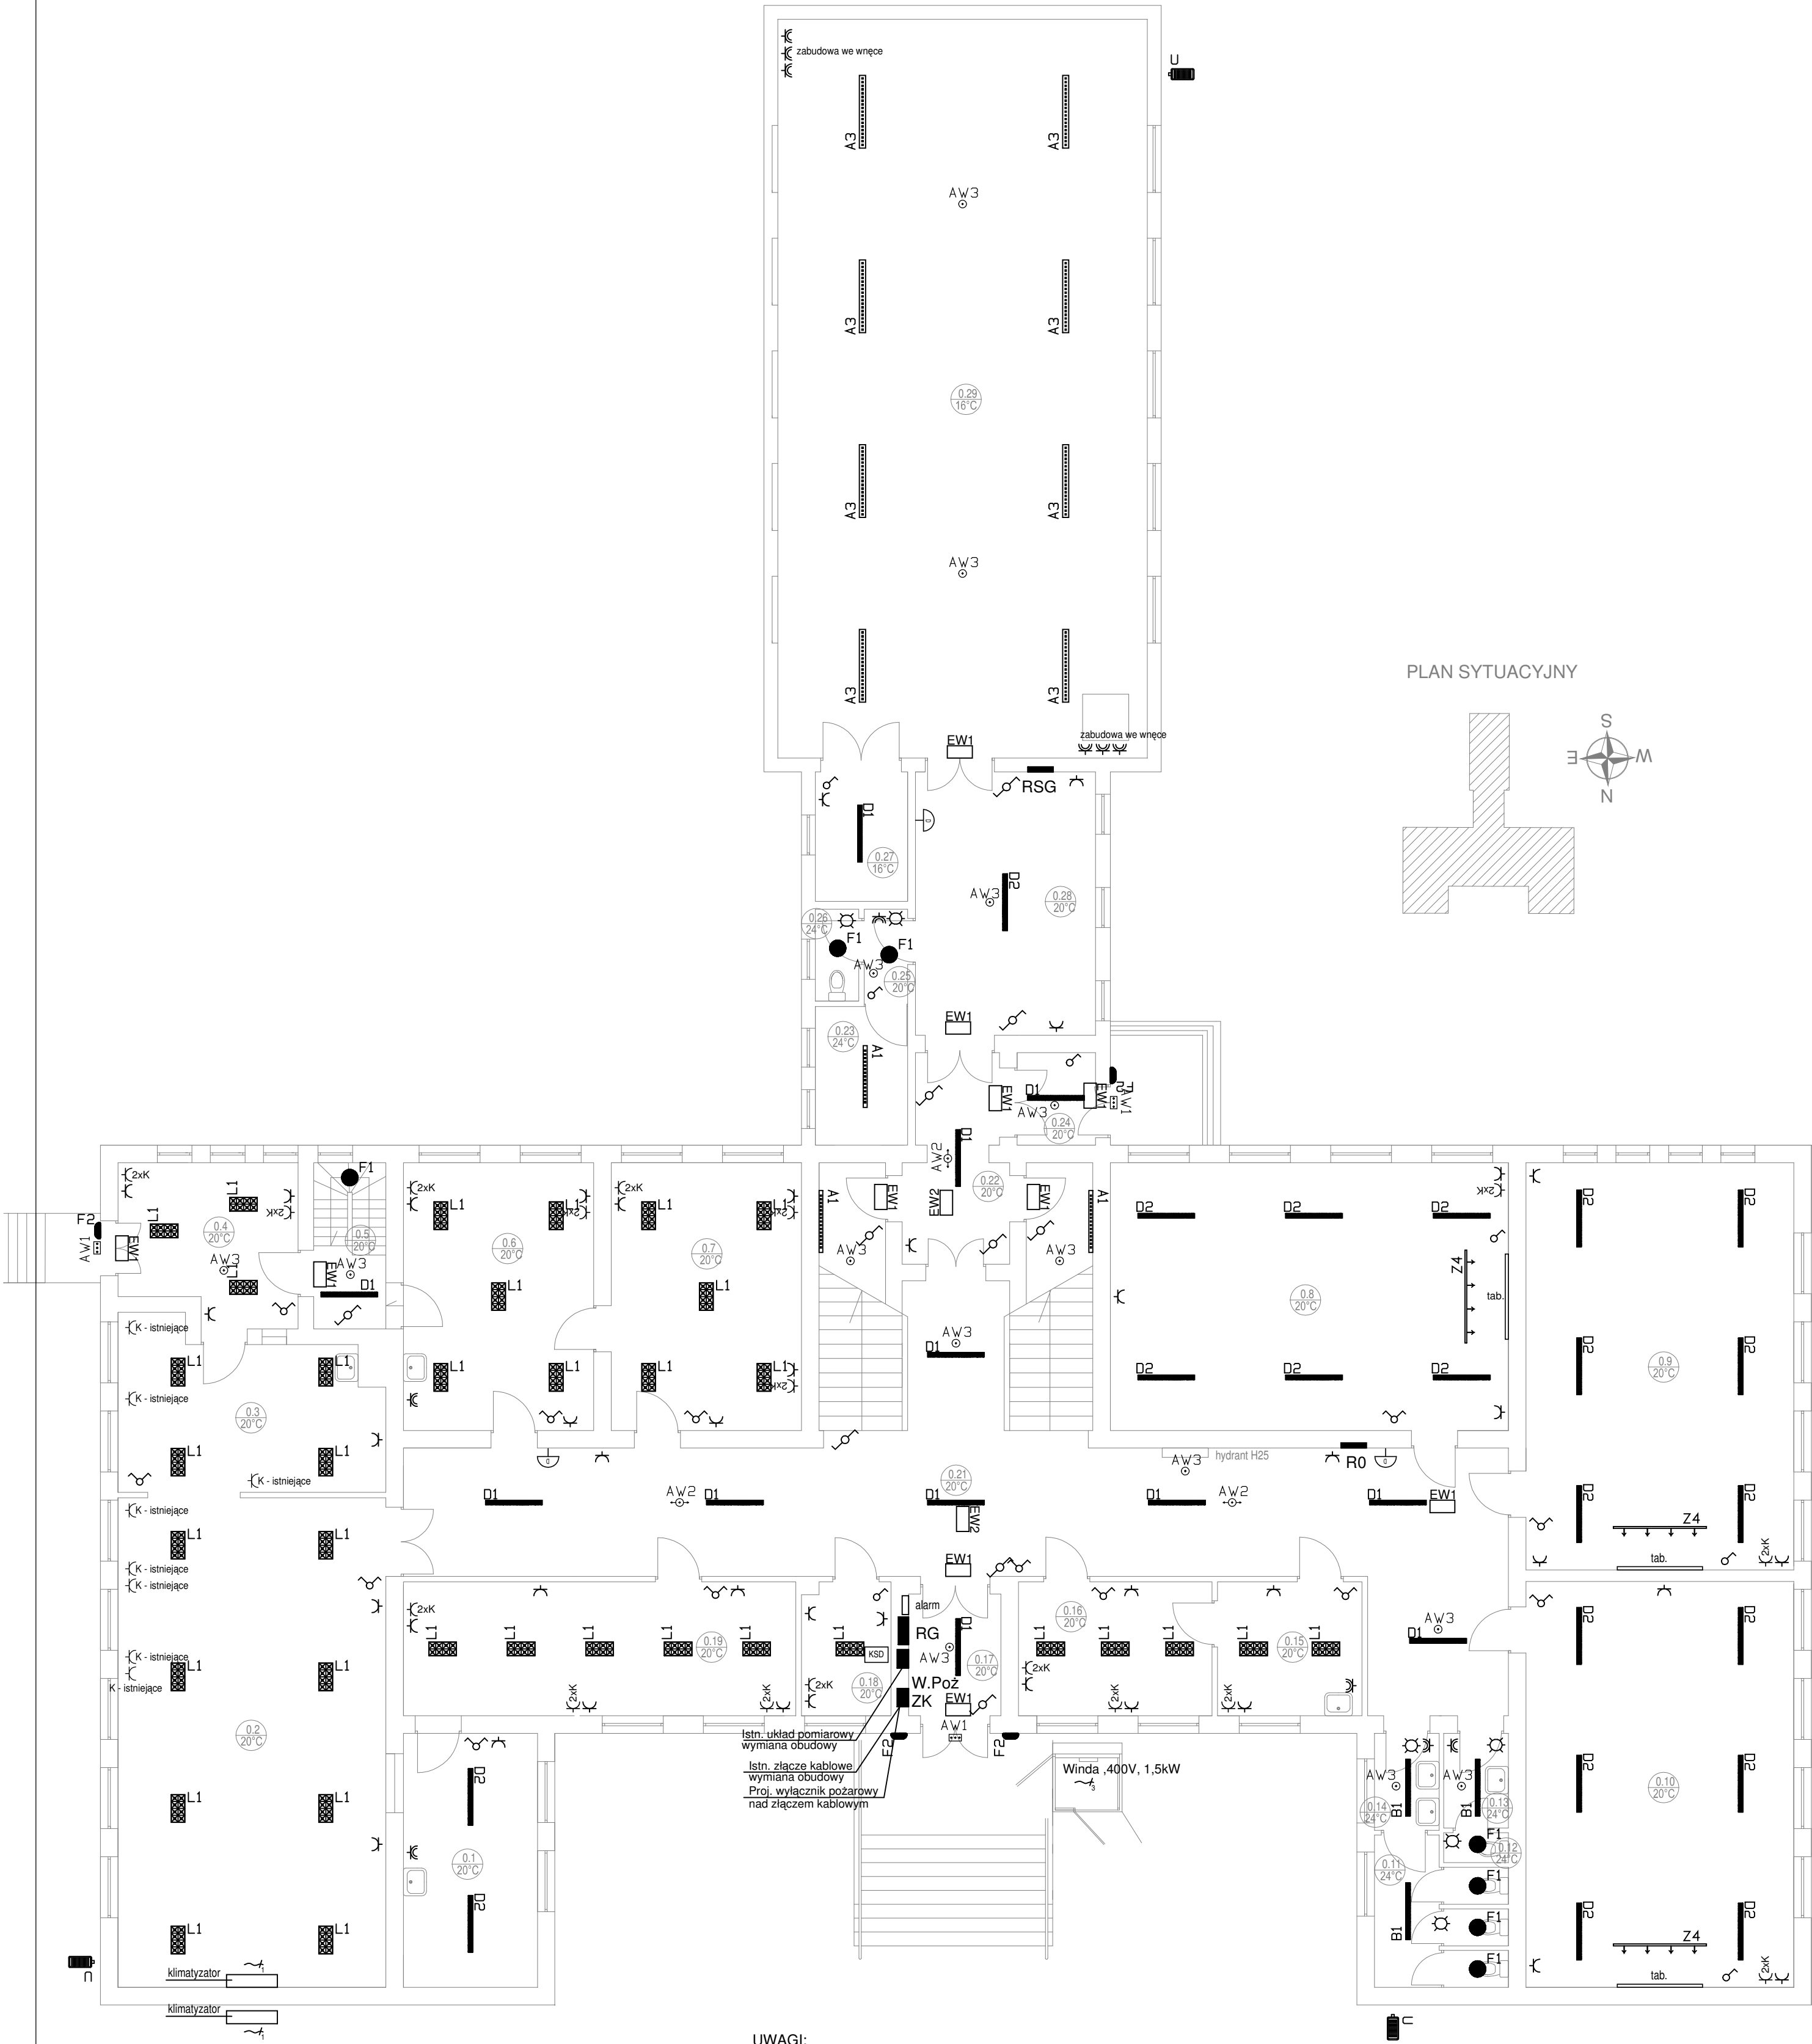 zabudowa we wnęce
U
A3
A3
AW3
A3
A3
0.29
16°C
A3
A3
AW3
A3
A3
PLAN SYTUACYJNY
S
E
W
N
zabudowa we wnęce
EW1
RSG
D1
0.27
16°C
D2
AW3
0.28
20°C
0.26
24°C
F1
F1
AW3
0.25
20°C
EW1
0.23
24°C
A1
D1
EW1
EW1
F2
AW1
AW3
0.24
20°C
D1
AW2
0.22
20°C
EW1
EW2
EW1
A1
A1
AW3
AW3
2xK
L1
L1
2xK
0.4
20°C
F2
AW1
EW1
AW3
L1
F1
0.5
20°C
EW1
AW3
D1
2xK
L1
L1
2xK
0.6
20°C
L1
L1
L1
2xK
L1
L1
2xK
0.7
20°C
L1
L1
L1
2xK
D2
D2
D2
2xK
Z4
tab.
0.8
20°C
D2
D2
D2
D2
D2
D2
D2
0.9
20°C
D2
D2
Z4
tab.
2xK
K - istniejące
L1
L1
K - istniejące
0.3
20°C
L1
L1
K - istniejące
AW3
D1
hydrant H25
AW3
R0
0.21
20°C
D1
AW2
D1
D1
EW2
D1
AW2
D1
EW1
K - istniejące
L1
L1
K - istniejące
K - istniejące
K - istniejące
K - istniejące
L1
L1
0.2
20°C
L1
L1
L1
L1
2xK
L1
L1
L1
L1
L1
0.19
20°C
2xK
2xK
L1
KSD
2xK
0.18
20°C
alarm
RG
AW3
W.Poż
ZK
EW1
D1
0.17
20°C
EW1
AW1
F2
F2
0.16
20°C
L1
L1
L1
2xK
2xK
L1
L1
0.15
20°C
2xK
AW3
D1
Istn. układ pomiarowy
wymiana obudowy
Istn. złącze kablowe
wymiana obudowy
Proj. wyłącznik pożarowy
nad złączem kablowym
Winda ,400V, 1,5kW
3
D2
0.1
20°C
D2
AW3
B1
0.14
24°C
AW3
B1
0.13
24°C
F1
0.12
24°C
0.11
24°C
B1
F1
F1
F1
D2
D2
D2
D2
0.10
20°C
D2
D2
Z4
tab.
2xK
U
klimatyzator
1
klimatyzator
1
U
UWAGI: